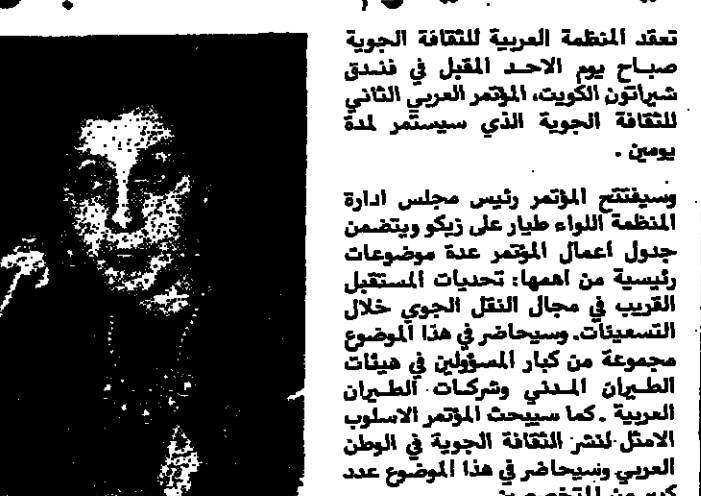 تعقد المنظمة العربية للثقافة الجوية
صباح يوم الاحد المقبل في فندق
شيراتون الكويت، المؤتمر العربي الثاني
للثقافة الجوية الذي سيستمر لمدة
يومين .
وسيفتتح المؤتمر رئيس مجلس ادارة
المنظمة اللواء طيار على زيكو ويتضمن
جدول اعمال المؤتمر عدة موضوعات
رئيسية من اهمها: تحديات المستقبل
القريب في مجال النقل الجوي خلال
التسعينات. وسيحاضر في هذا الموضوع
مجموعة من كبار المسؤولين في هيئات
الطيران المدني وشركات الطيران
العربية . كما سيبحث المؤتمر الاسلوب
الامثل لنشر الثقافة الجوية في الوطن
العربي وسيحاضر في هذا الموضوع عدد